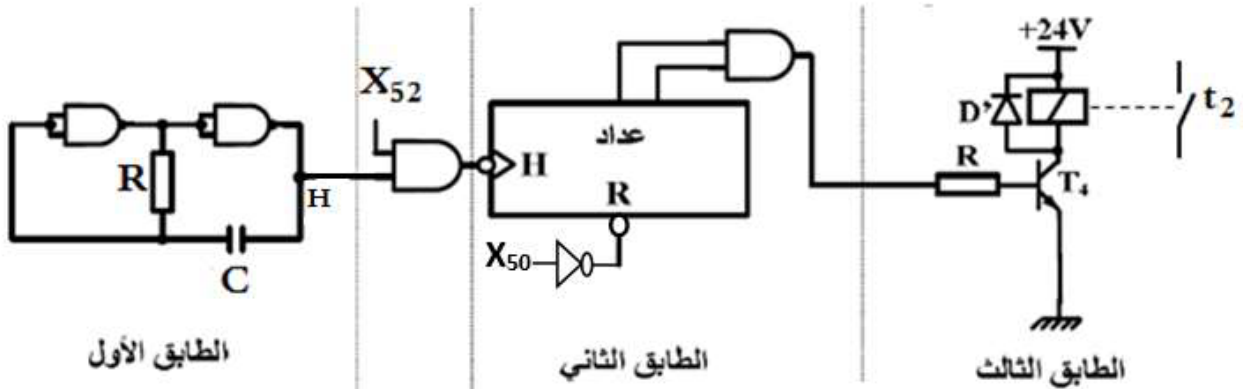 R
C
H
الطابق الأول
X52
H
عداد
R
X50
الطابق الثاني
+24V
D'
t2
R
T4
الطابق الثالث